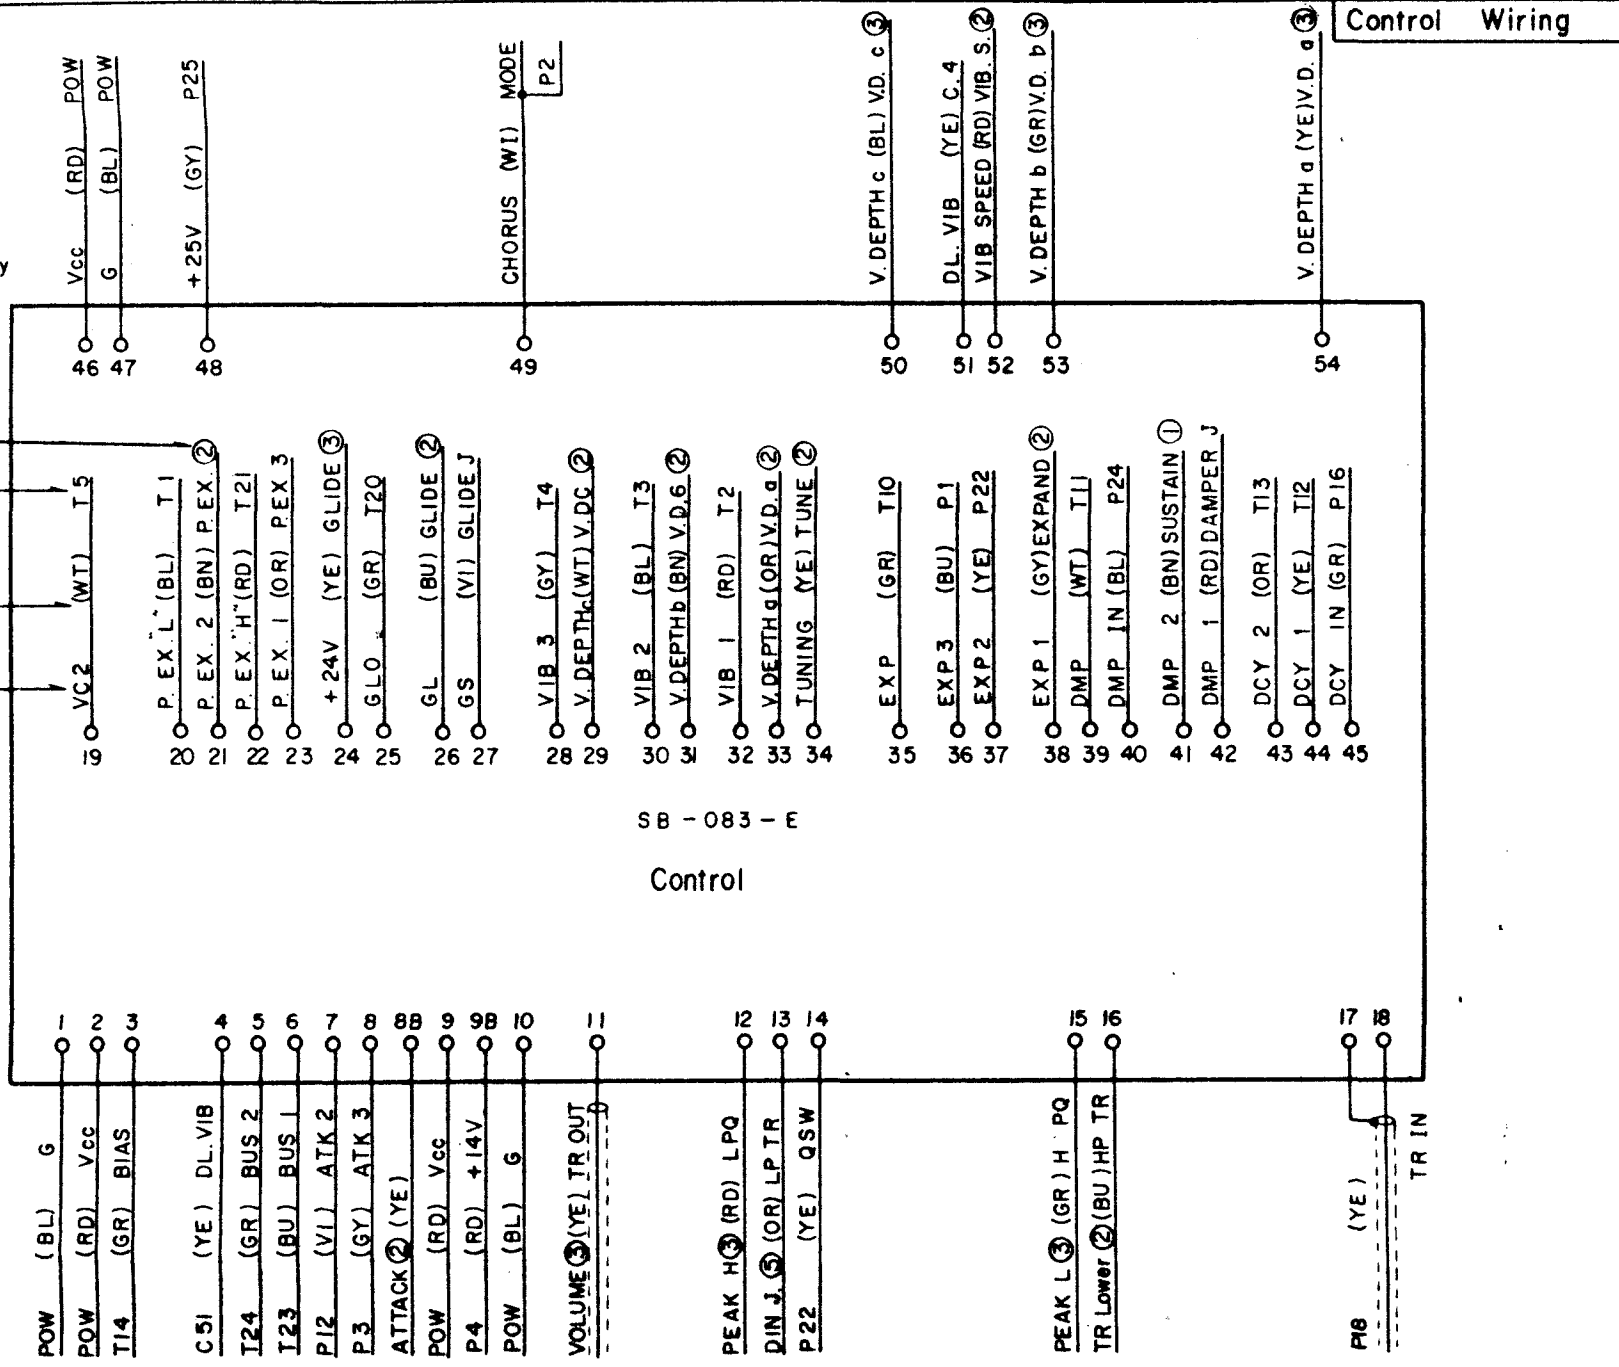 Control Wiring
y
Vcc (RD) POW
G (BL) POW
+25V (GY) P25
CHORUS (WI) MODE
P2
V.DEPTH c (BL) V.D. c ③
DL.VIB (YE) C.4
VIB SPEED (RD) VIB. S. ②
V.DEPTH b (GR) V.D. b ③
V.DEPTH a (YE) V.D. a ③
46 47 48 49 50 51 52 53 54
VC2 (WT) T5
P. EX. "L" (BL) T1
P. EX. 2 (BN) P.EX. ②
P. EX. "H" (RD) T21
P.EX. 1 (OR) P.EX 3
+24V (YE) GLIDE ③
GLO (GR) T20
GL (BU) GLIDE ②
GS (VI) GLIDE J
VIB 3 (GY) T4
V.DEPTH c (WT) V.DC ②
VIB 2 (BL) T3
V.DEPTH b (BN) V.D.6 ②
VIB 1 (RD) T2
V.DEPTH a (OR) V.D. a ②
TUNING (YE) TUNE ②
EXP (GR) T10
EXP 3 (BU) P1
EXP 2 (YE) P22
EXP 1 (GY) EXPAND ②
DMP (WT) T11
DMP IN (BL) P24
DMP 2 (BN) SUSTAIN ①
DMP 1 (RD) DAMPER J
DCY 2 (OR) T13
DCY 1 (YE) T12
DCY IN (GR) P16
19 20 21 22 23 24 25 26 27 28 29 30 31 32 33 34 35 36 37 38 39 40 41 42 43 44 45
SB-083-E
Control
1 2 3 4 5 6 7 8 8B 9 9B 10 11 12 13 14 15 16 17 18
POW (BL) G
POW (RD) Vcc
T14 (GR) BIAS
C51 (YE) DL.VIB
T24 (GR) BUS 2
T23 (BU) BUS 1
P12 (VI) ATK 2
P3 (GY) ATK 3
ATTACK ② (YE)
POW (RD) Vcc
P4 (RD) +14V
POW (BL) G
VOLUME ③ (YE) TR OUT
PEAK H ③ (RD) LPQ
DIN J. ⑤ (OR) LP TR
P22 (YE) QSW
PEAK L ③ (GR) H PQ
TR Lower ② (BU) HP TR
P18 (YE)
TR IN